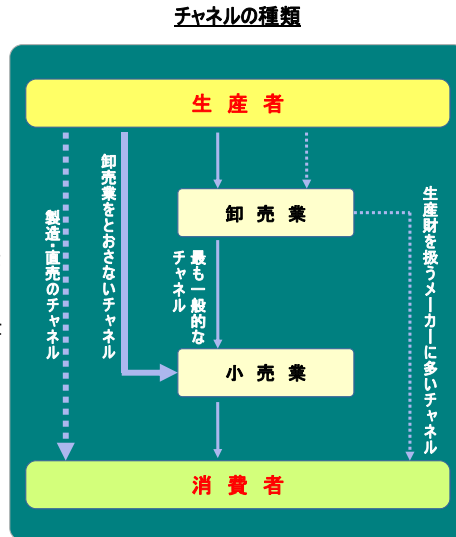 チャネルの種類
生産者
製造・直売のチャネル
卸売業をとおさないチャネル
卸売業
最も一般的な
チャネル
生産財を扱うメーカーに多いチャネル
小売業
消費者